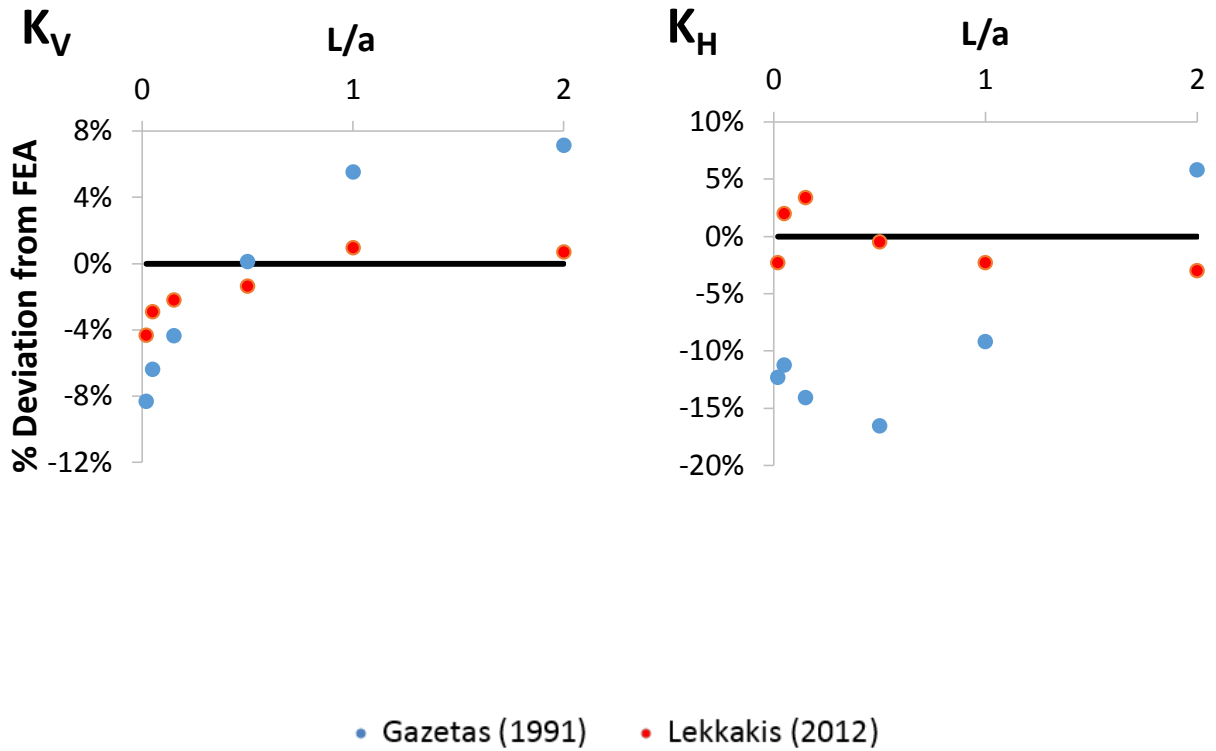 K_V L/a
0 1 2
8%
4%
0%
-4%
-8%
-12%
% Deviation from FEA
K_H L/a
0 1 2
10%
5%
0%
-5%
-10%
-15%
-20%
Gazetas (1991) Lekkakis (2012)